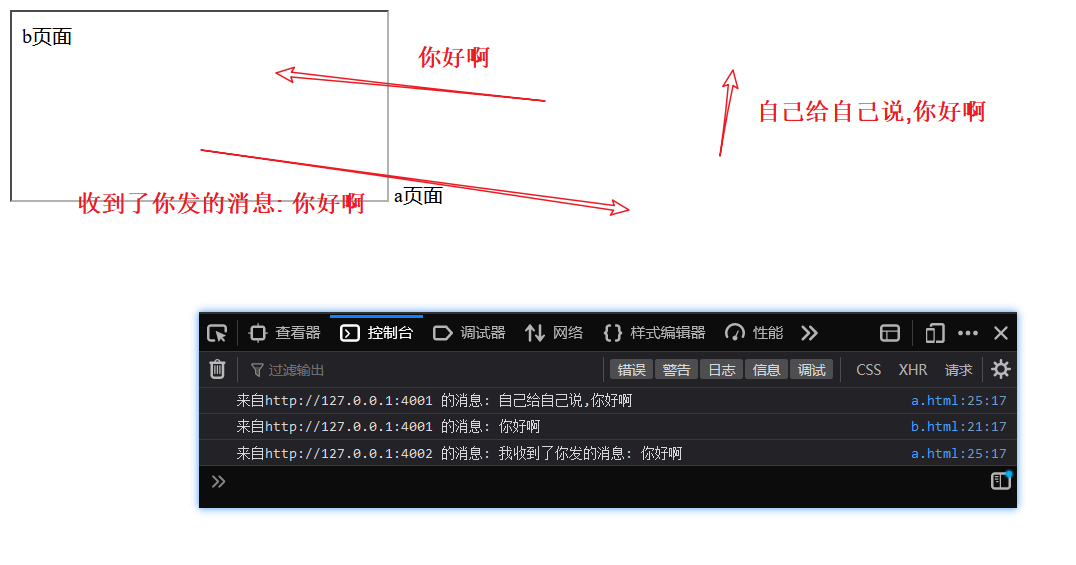 b页面
你好啊
自己给自己说,你好啊
收到了你发的消息: 你好啊
a页面
查看器 控制台 调试器 网络 样式编辑器 性能
过滤输出 错误 警告 日志 信息 调试 CSS XHR 请求
来自http://127.0.0.1:4001 的消息: 自己给自己说,你好啊 a.html:25:17
来自http://127.0.0.1:4001 的消息: 你好啊 b.html:21:17
来自http://127.0.0.1:4002 的消息: 我收到了你发的消息: 你好啊 a.html:25:17